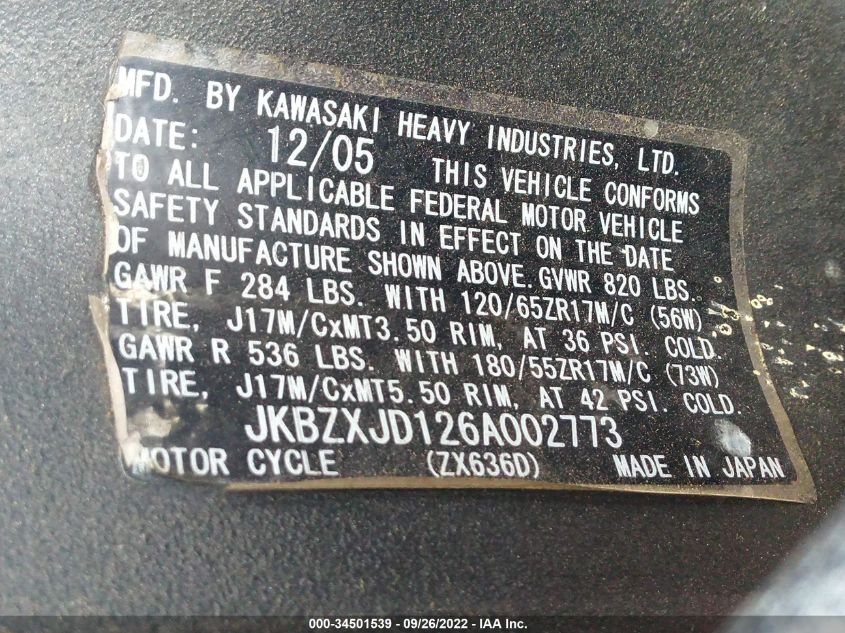 MFD. BY KAWASAKI HEAVY INDUSTRIES, LTD.
DATE: 12/05 THIS VEHICLE CONFORMS
TO ALL APPLICABLE FEDERAL MOTOR VEHICLE
SAFETY STANDARDS IN EFFECT ON THE DATE
OF MANUFACTURE SHOWN ABOVE. GVWR 820 LBS.
GAWR F 284 LBS. WITH 120/65ZR17M/C (56W)
TIRE, J17M/CxMT3.50 RIM, AT 36 PSI. COLD.
GAWR R 536 LBS. WITH 180/55ZR17M/C (73W)
TIRE, J17M/CxMT5.50 RIM, AT 42 PSI. COLD.
JKBZXJD126A002773
MOTOR CYCLE (ZX636D) MADE IN JAPAN
000-34501539 - 09/26/2022 - IAA Inc.